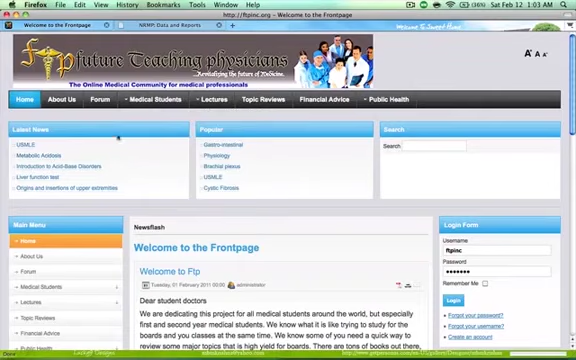 Firefox File Edit View History Bookmarks Tools Window Help
(36%) Sat Feb 12 1:03 AM
http://ftpinc.org - Welcome to the Frontpage
Welcome to the Frontpage
NRMP: Data and Reports
ftp future Teaching physicians
Revitalizing the future of Medicine.
The Online Medical Community for medical professionals
A A A
Home About Us Forum Medical Students Lectures Topic Reviews Financial Advice Public Health
Latest News
USMLE
Metabolic Acidosis
Introduction to Acid-Base Disorders
Liver function test
Origins and insertions of upper extremities
Popular
Gastro-intestinal
Physiology
Brachial plexus
USMLE
Cystic Fibrosis
Search
Search
Main Menu
Home
About Us
Forum
Medical Students
Lectures
Topic Reviews
Financial Advice
Public Health
Newsflash
Welcome to the Frontpage
Welcome to Ftp
Tuesday, 01 February 2011 00:00 administrator
Dear student doctors
We are dedicating this project for all medical students around the world, but especially
first and second year medical students. We know what it is like trying to study for the
boards and you classes at the same time. We know some of you need a quick way to
review some major topics that is high yield for boards. There are tons of books out there,
Login Form
Username
ftpinc
Password
Remember Me
Login
Forgot your password?
Forgot your username?
Create an account
Done